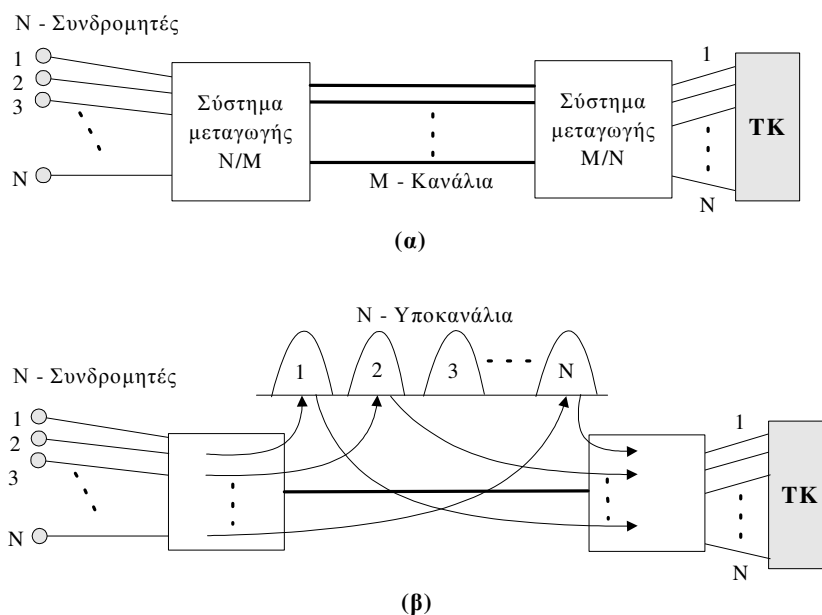 N - Συνδρομητές
1
2
3
N
Σύστημα
μεταγωγής
N/M
M - Κανάλια
Σύστημα
μεταγωγής
M/N
1
N
ΤΚ
(α)
N - Υποκανάλια
1
2
3
N
N - Συνδρομητές
1
2
3
N
1
N
ΤΚ
(β)